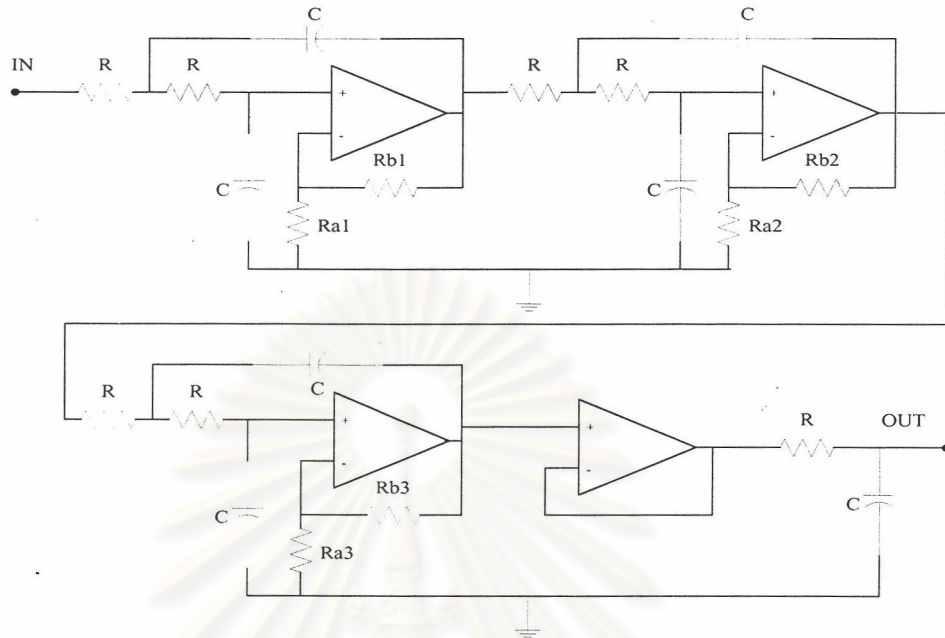 C
C
IN
R
R
R
R
+
+
-
-
Rb1
Rb2
C
C
Ra1
Ra2
R
R
C
+
+
R
OUT
-
-
Rb3
C
C
Ra3